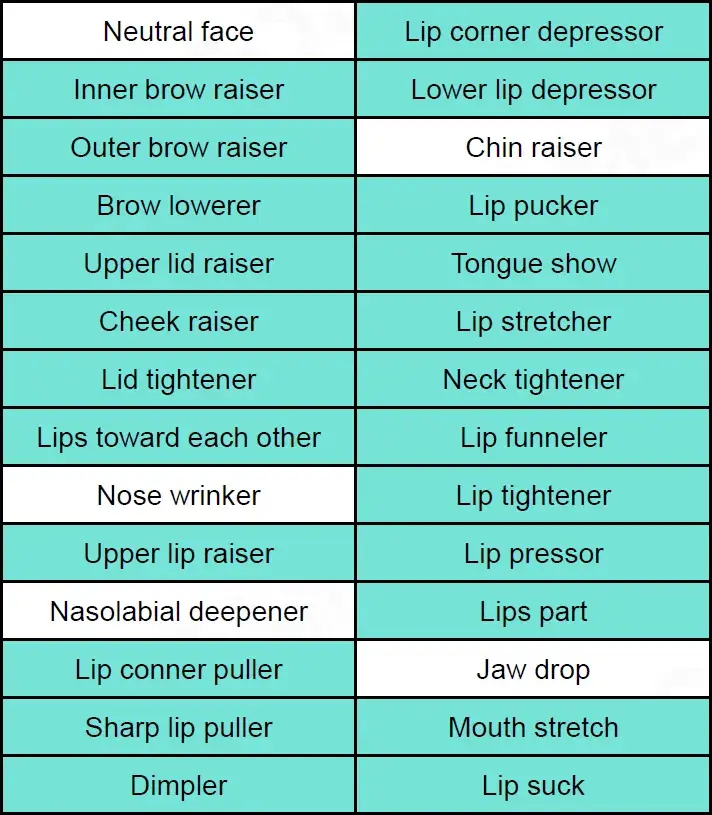 Neutral face
Lip corner depressor
Inner brow raiser
Lower lip depressor
Outer brow raiser
Chin raiser
Brow lowerer
Lip pucker
Upper lid raiser
Tongue show
Cheek raiser
Lip stretcher
Lid tightener
Neck tightener
Lips toward each other
Lip funneler
Nose wrinker
Lip tightener
Upper lip raiser
Lip pressor
Nasolabial deepener
Lips part
Lip conner puller
Jaw drop
Sharp lip puller
Mouth stretch
Dimpler
Lip suck